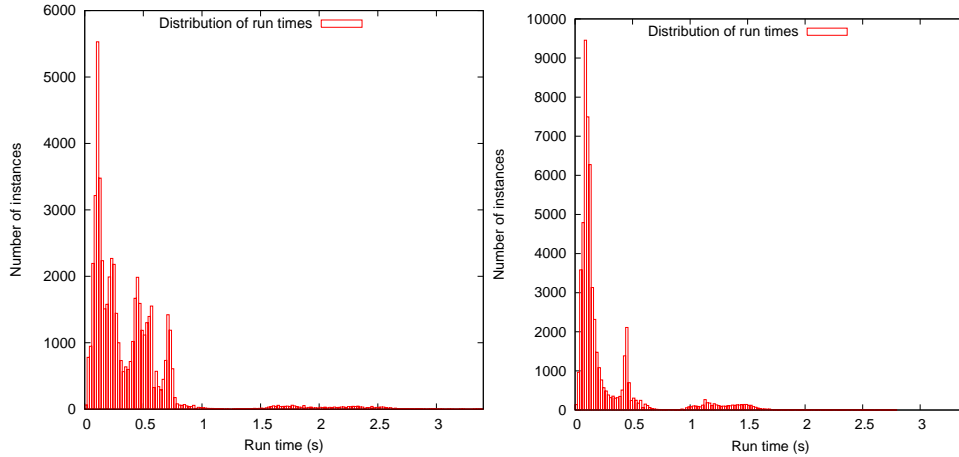 Distribution of run times
6000
5000
4000
3000
2000
1000
0
Number of instances
0 0.5 1 1.5 2 2.5 3
Run time (s)
Distribution of run times
10000
9000
8000
7000
6000
5000
4000
3000
2000
1000
0
Number of instances
0 0.5 1 1.5 2 2.5 3
Run time (s)